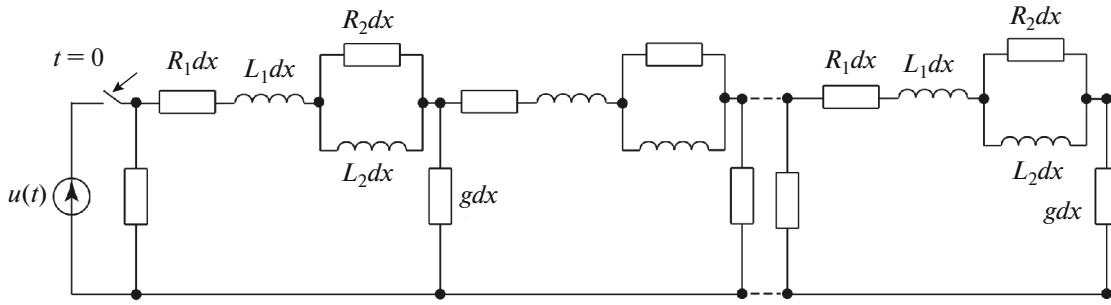 R₂dx
R₂dx
t = 0
R₁dx
L₁dx
R₁dx
L₁dx
L₂dx
L₂dx
u(t)
gdx
gdx